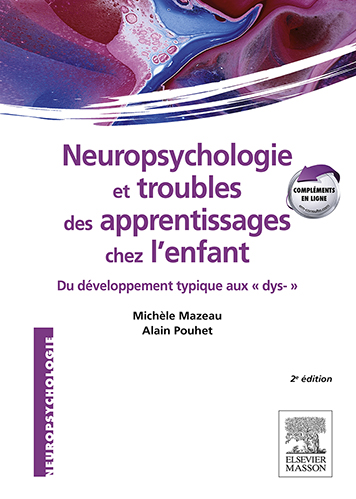 Neuropsychologie
et troubles
des apprentissages
chez l'enfant
COMPLÉMENTS
EN LIGNE
Du développement typique aux « dys- »
Michèle Mazeau
Alain Pouhet
2e édition
NEUROPSYCHOLOGIE
ELSEVIER
MASSON